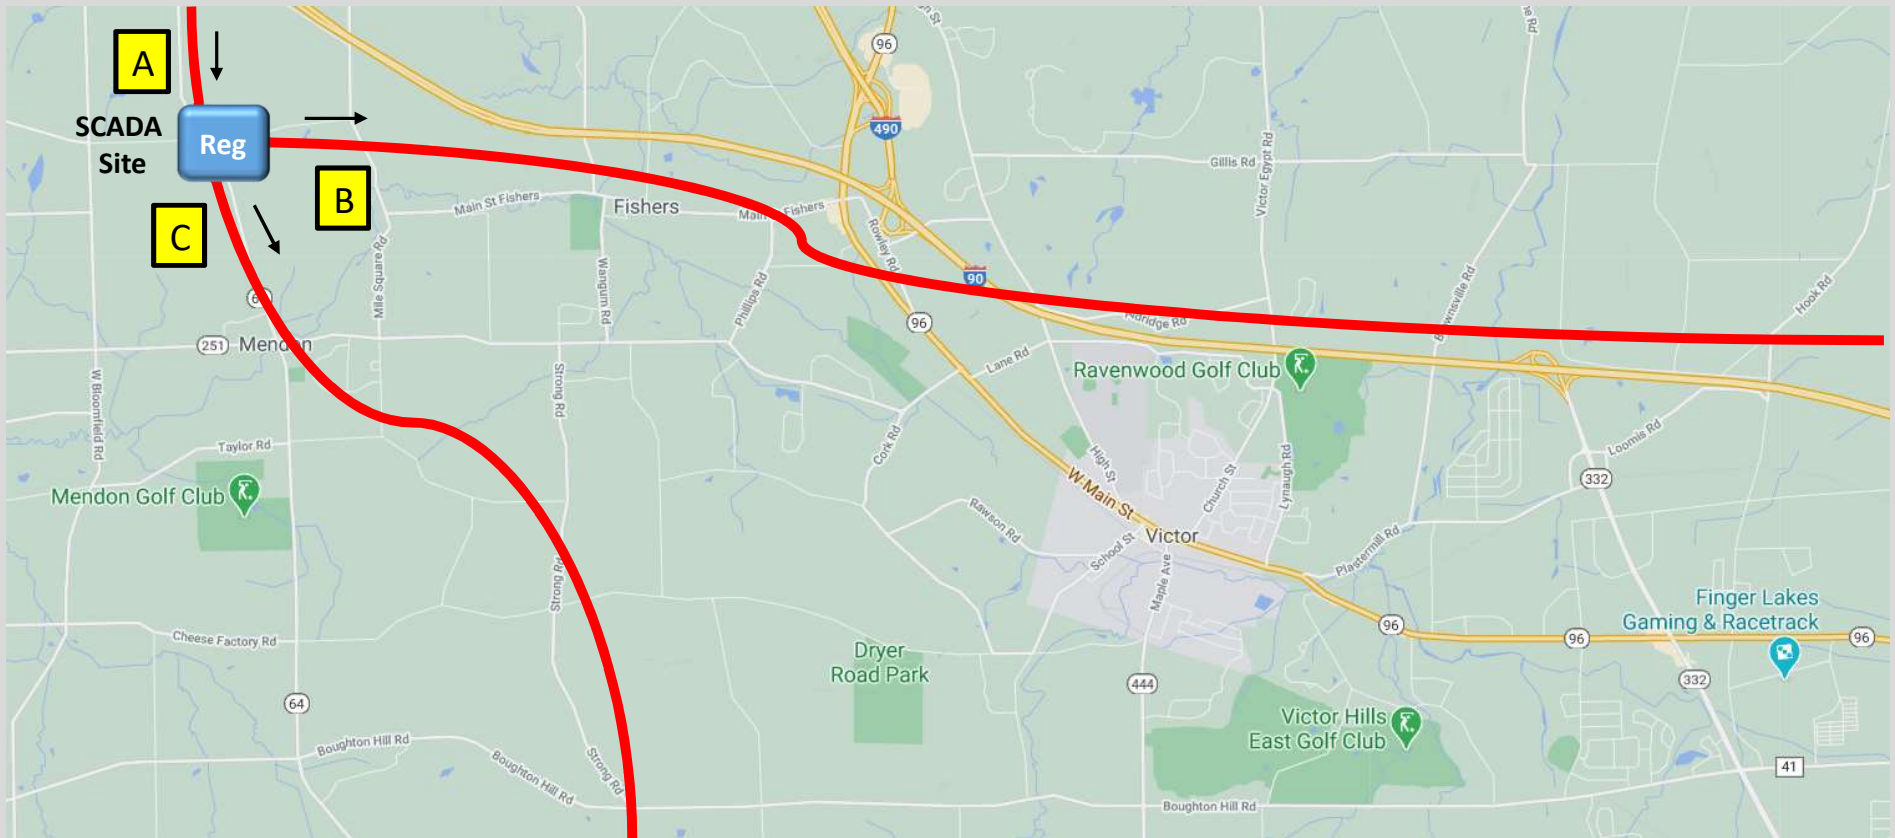 A
SCADA
Site
Reg
B
C
96
490
Gillis Rd
Victor Egypt Rd
Main St Fishers
Fishers
Rowley Rd
90
Mile Square Rd
Wangum Rd
Phillips Rd
Hook Rd
251
Mendon
96
Lane Rd
Ravenwood Golf Club
W Bloomfield Rd
Strong Rd
Taylor Rd
Cork Rd
High St
Church St
Lynaugh Rd
Loomis Rd
332
Mendon Golf Club
W Main St
Rawson Rd
Victor
School St
Plastermill Rd
Strong Rd
Maple Ave
Finger Lakes
Gaming & Racetrack
96
96
96
Cheese Factory Rd
Dryer
Road Park
444
332
64
Victor Hills
East Golf Club
Boughton Hill Rd
Boughton Hill Rd
Strong Rd
41
Boughton Hill Rd